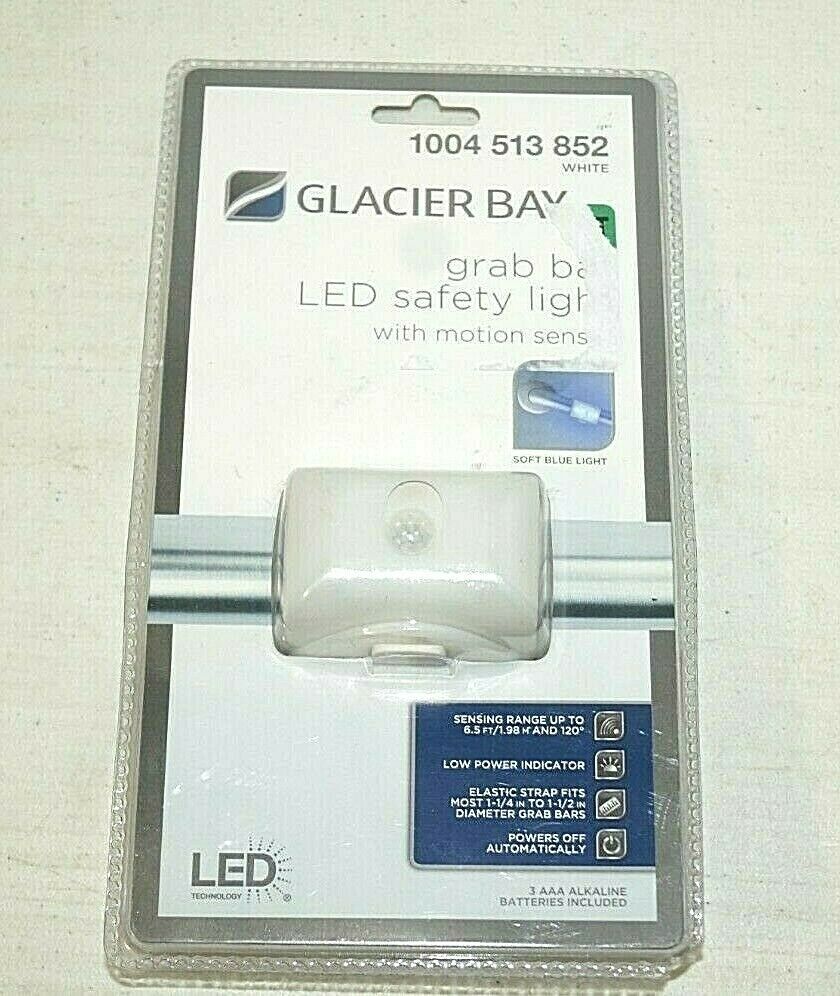 1004 513 852
WHITE
GLACIER BAY
grab ba
LED safety ligh
with motion sens
SOFT BLUE LIGHT
SENSING RANGE UP TO
6.5 FT/1.98 M AND 120°
LOW POWER INDICATOR
ELASTIC STRAP FITS
MOST 1-1/4 IN TO 1-1/2 IN
DIAMETER GRAB BARS
POWERS OFF
AUTOMATICALLY
LED
TECHNOLOGY ®
3 AAA ALKALINE
BATTERIES INCLUDED